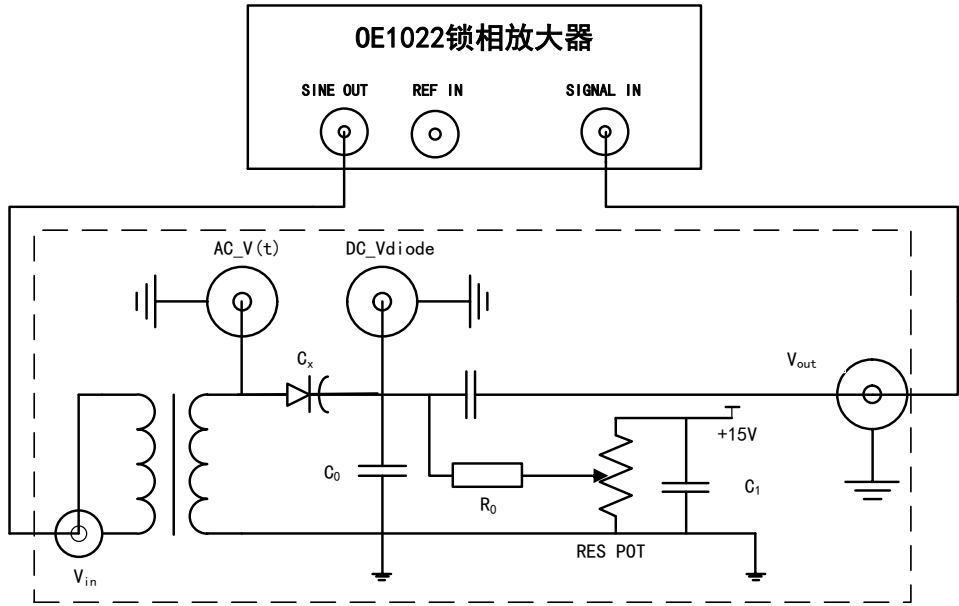 OE1022锁相放大器
SINE OUT
REF IN
SIGNAL IN
AC_V(t)
DC_Vdiode
Cx
Vout
+15V
C0
R0
C1
RES POT
Vin